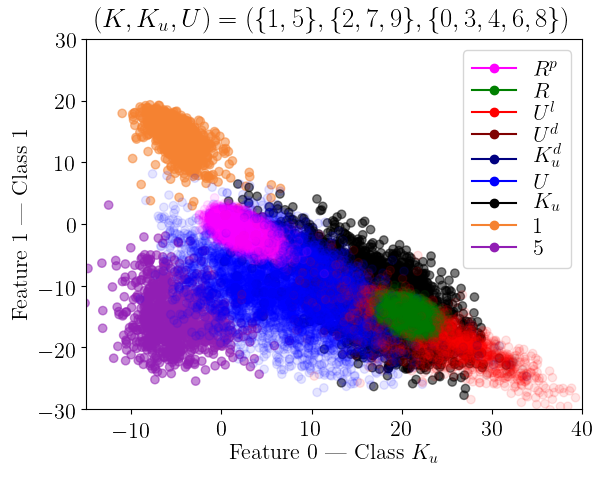 (K, K_u, U) = ({1, 5}, {2, 7, 9}, {0, 3, 4, 6, 8})
30
20
10
0
−10
−20
−30
Feature 1 — Class 1
R^p
R
U^l
U^d
K_u^d
U
K_u
1
5
−10
0
10
20
30
40
Feature 0 — Class K_u